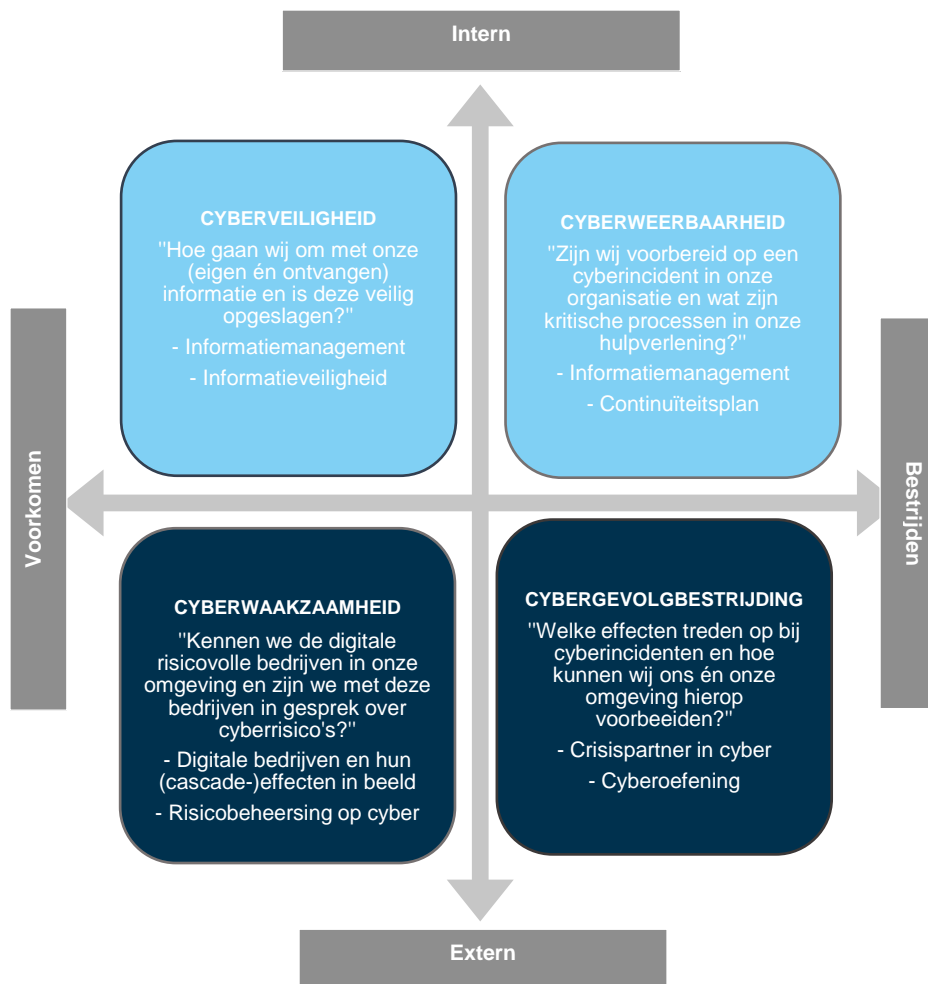 Intern
CYBERVEILIGHEID
"Hoe gaan wij om met onze
(eigen én ontvangen)
informatie en is deze veilig
opgeslagen?"
- Informatiemanagement
- Informatieveiligheid
CYBERWEERBAARHEID
"Zijn wij voorbereid op een
cyberincident in onze
organisatie en wat zijn
kritische processen in onze
hulpverlening?"
- Informatiemanagement
- Continuïteitsplan
Voorkomen
Bestrijden
CYBERWAAKZAAMHEID
"Kennen we de digitale
risicovolle bedrijven in onze
omgeving en zijn we met deze
bedrijven in gesprek over
cyberrisico's?"
- Digitale bedrijven en hun
(cascade-)effecten in beeld
- Risicobeheersing op cyber
CYBERGEVOLGBESTRIJDING
"Welke effecten treden op bij
cyberincidenten en hoe
kunnen wij ons én onze
omgeving hierop
voorbeeiden?"
- Crisispartner in cyber
- Cyberoefening
Extern